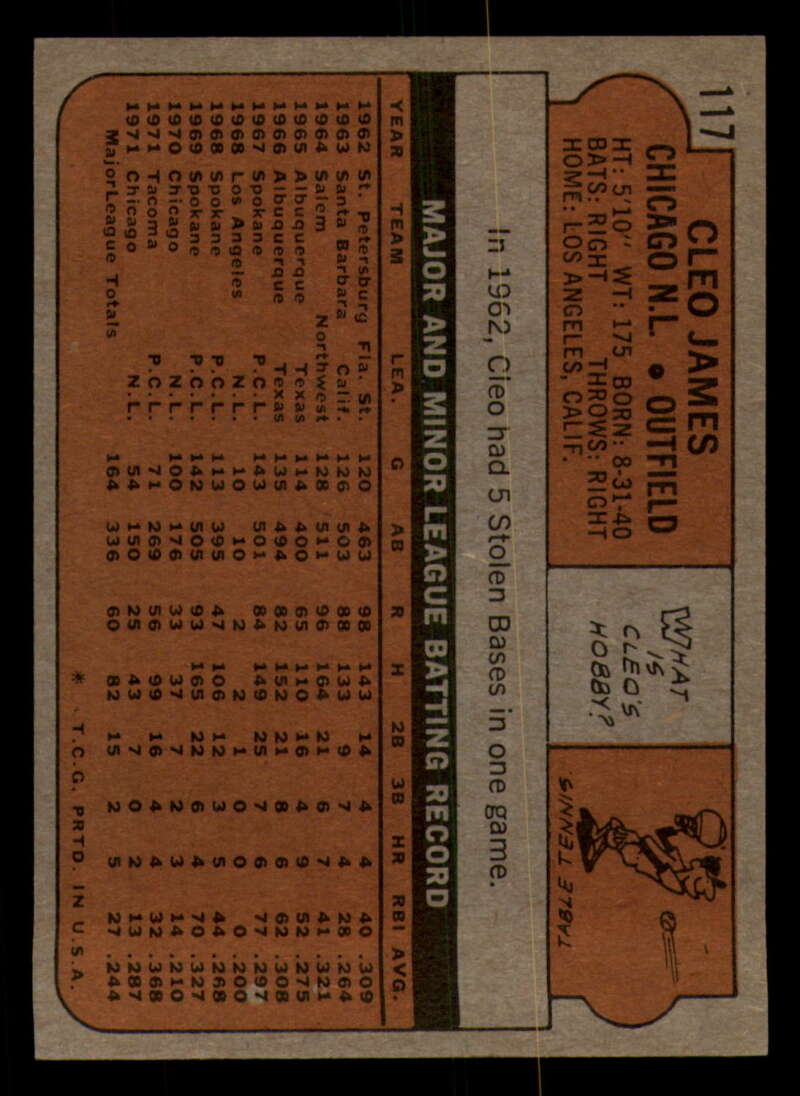 117
CLEO JAMES
CHICAGO N.L. • OUTFIELD
HT: 5'10" WT: 175 BORN: 8-31-40
BATS: RIGHT THROWS: RIGHT
HOME: LOS ANGELES, CALIF.
WHAT
IS
CLEO'S
HOBBY?
TABLE TENNIS
In 1962, Cleo had 5 Stolen Bases in one game.
MAJOR AND MINOR LEAGUE BATTING RECORD
YEAR TEAM LEA. G AB R H 2B 3B HR RBI AVG.
1962 St. Petersburg Fla. St. 120 463 98 143 14 4 4 40 .309
1963 Santa Barbara Calif. 126 503 88 133 9 7 4 28 .264
1964 Salem Northwest 128 511 96 164 21 6 7 41 .321
1965 Albuquerque Texas 114 400 65 110 16 4 9 52 .275
1966 Albuquerque Texas 135 494 82 152 21 8 6 62 .308
1967 Spokane P.C.L. 143 501 84 149 25 7 6 77 .297
1968 Los Angeles N.L. 10 10 2 2 1 0 0 0 .200
1968 Spokane P.C.L. 113 395 47 106 12 3 5 44 .268
1969 Spokane P.C.L. 142 505 93 165 22 6 4 70 .327
1970 Chicago N.L. 100 176 33 37 7 2 3 14 .210
1971 Tacoma P.C.L. 71 269 56 99 16 4 4 32 .368
1971 Chicago N.L. 54 150 25 43 7 0 2 13 .287
Major League Totals 164 336 60 82 15 2 5 27 .244
* T.C.G. PRTD. IN U.S.A.